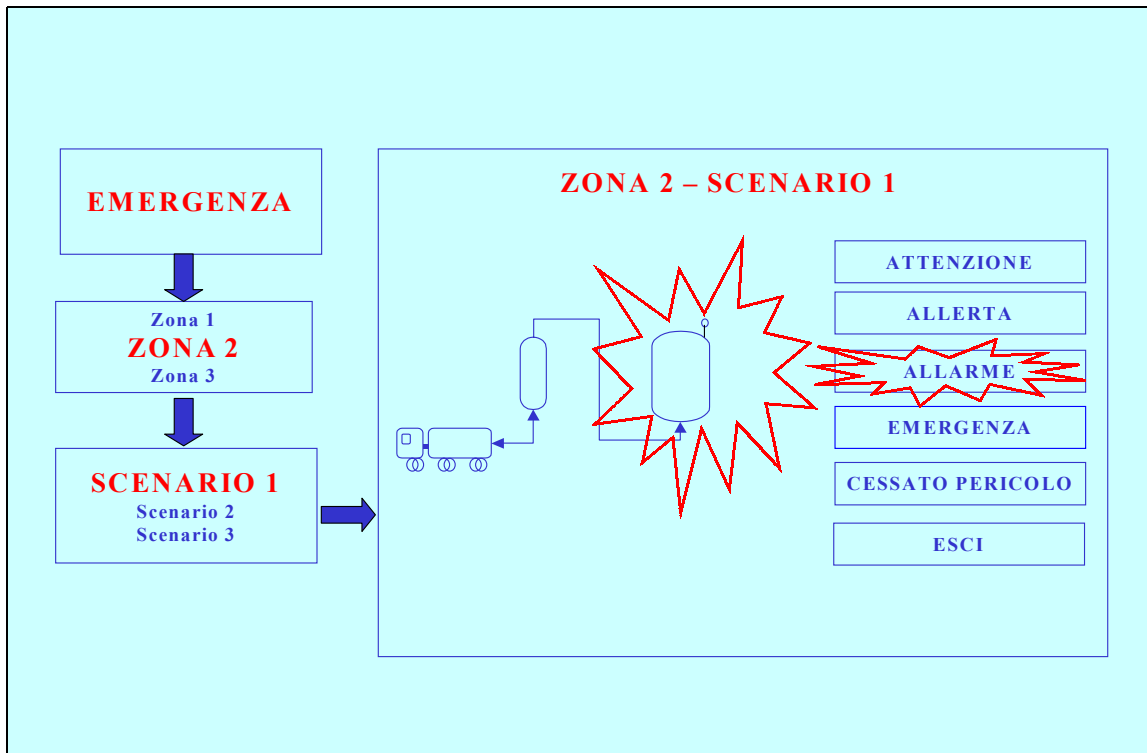 EMERGENZA
Zona 1
ZONA 2
Zona 3
SCENARIO 1
Scenario 2
Scenario 3
ZONA 2 – SCENARIO 1
ATTENZIONE
ALLERTA
ALLARME
EMERGENZA
CESSATO PERICOLO
ESCI